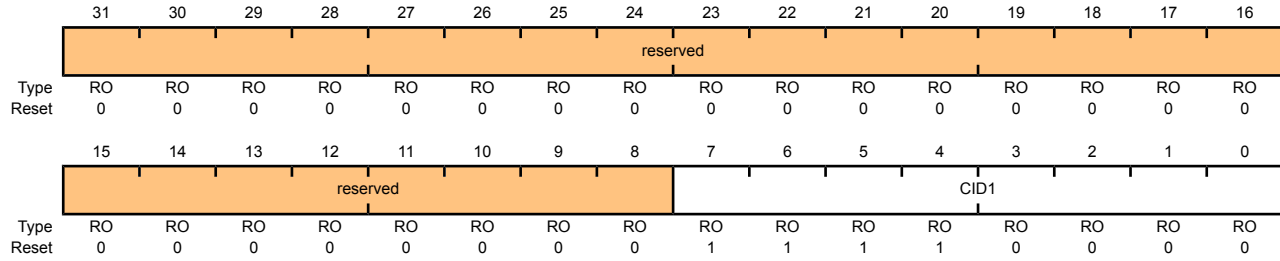 31 30 29 28 27 26 25 24 23 22 21 20 19 18 17 16
reserved
Type RO RO RO RO RO RO RO RO RO RO RO RO RO RO RO RO
Reset 0 0 0 0 0 0 0 0 0 0 0 0 0 0 0 0
15 14 13 12 11 10 9 8 7 6 5 4 3 2 1 0
reserved CID1
Type RO RO RO RO RO RO RO RO RO RO RO RO RO RO RO RO
Reset 0 0 0 0 0 0 0 0 1 1 1 1 0 0 0 0